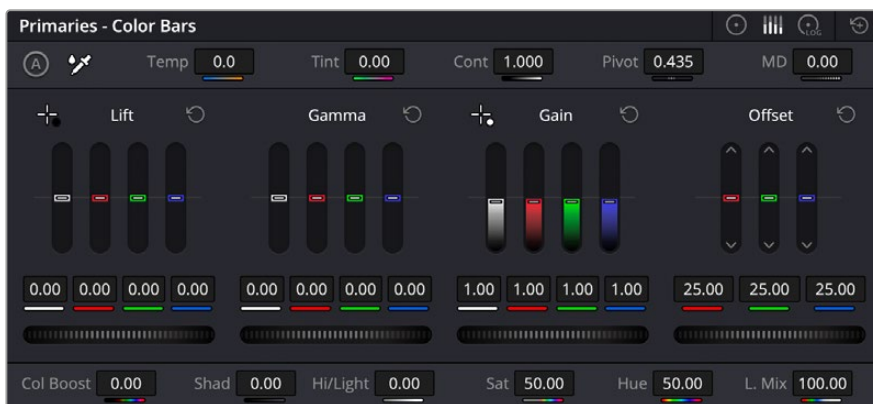 Primaries - Color Bars
LOG
A Temp 0.0 Tint 0.00 Cont 1.000 Pivot 0.435 MD 0.00
Lift Gamma Gain Offset
0.00 0.00 0.00 0.00 0.00 0.00 0.00 0.00 1.00 1.00 1.00 1.00 25.00 25.00 25.00
Col Boost 0.00 Shad 0.00 Hi/Light 0.00 Sat 50.00 Hue 50.00 L. Mix 100.00